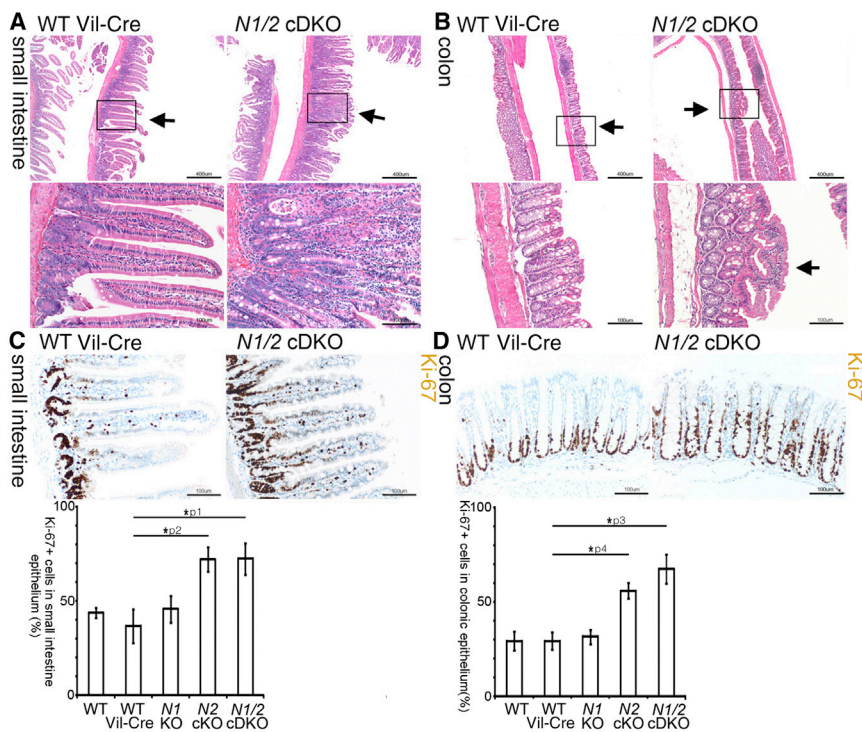 A
WT Vil-Cre
N1/2 cDKO
small intestine
400um
400um
100um
100um
B
WT Vil-Cre
N1/2 cDKO
colon
400um
400um
100um
100um
C
WT Vil-Cre
N1/2 cDKO
small intestine
Ki-67
100um
100um
Ki-67+ cells in small intestine
epithelium (%)
100
50
0
*p1
*p2
WT
WT
Vil-Cre
N1
KO
N2
cKO
N1/2
cDKO
D
WT Vil-Cre
N1/2 cDKO
colon
Ki-67
100um
100um
Ki-67+ cells in colonic epithelium(%)
100
50
0
*p3
*p4
WT
WT
Vil-Cre
N1
KO
N2
cKO
N1/2
cDKO